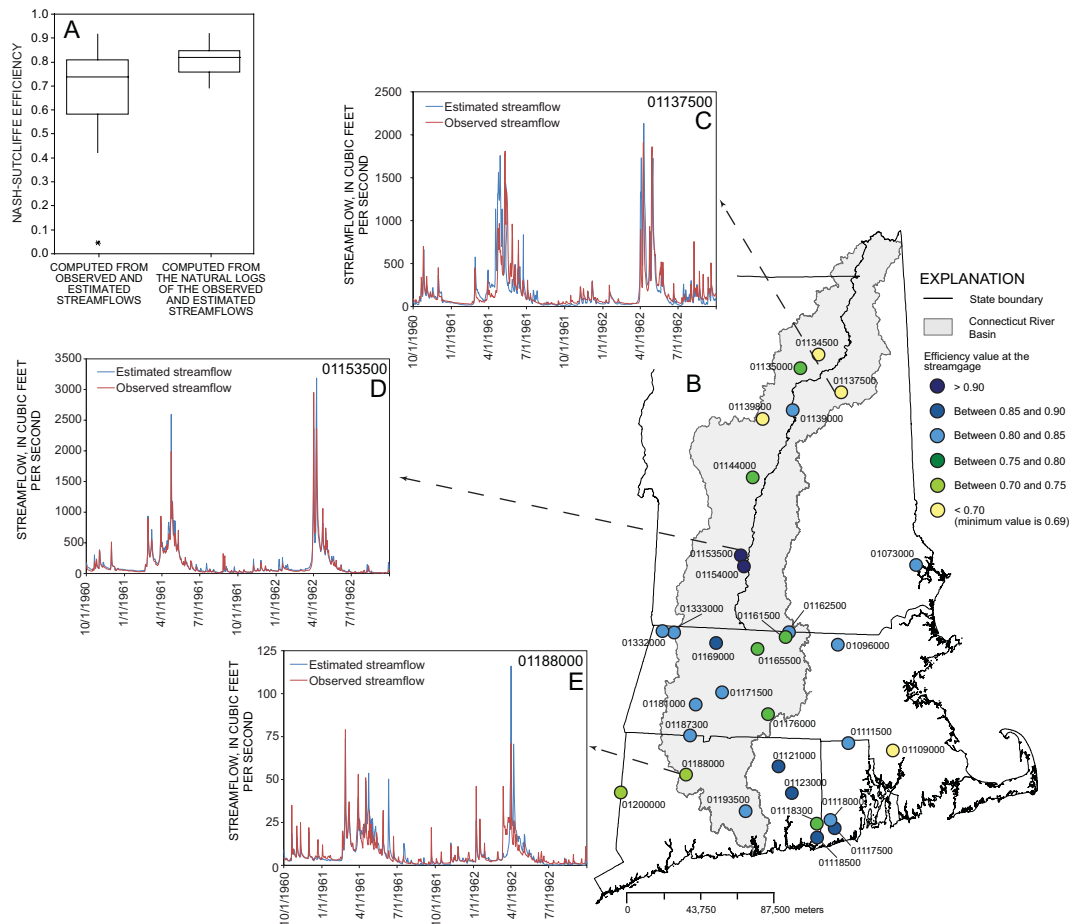 A
NASH-SUTCLIFFE EFFICIENCY
1.0
0.9
0.8
0.7
0.6
0.5
0.4
0.3
0.2
0.1
0.0
*
COMPUTED FROM
OBSERVED AND
ESTIMATED
STREAMFLOWS
COMPUTED FROM
THE NATURAL LOGS
OF THE OBSERVED
AND ESTIMATED
STREAMFLOWS
01137500
C
Estimated streamflow
Observed streamflow
STREAMFLOW, IN CUBIC FEET
PER SECOND
2500
2000
1500
1000
500
0
10/1/1960
1/1/1961
4/1/1961
7/1/1961
10/1/1961
1/1/1962
4/1/1962
7/1/1962
01153500
D
Estimated streamflow
Observed streamflow
STREAMFLOW, IN CUBIC FEET
PER SECOND
3500
3000
2500
2000
1500
1000
500
0
10/1/1960
1/1/1961
4/1/1961
7/1/1961
10/1/1961
1/1/1962
4/1/1962
7/1/1962
01188000
E
Estimated streamflow
Observed streamflow
STREAMFLOW, IN CUBIC FEET
PER SECOND
125
100
75
50
25
0
10/1/1960
1/1/1961
4/1/1961
7/1/1961
10/1/1961
1/1/1962
4/1/1962
7/1/1962
B
01134500
01135000
01137500
01139800
01139000
01144000
01153500
01154000
01073000
01333000
01161500
01162500
01332000
01169000
01165500
01096000
01171500
01181000
01176000
01187300
01111500
01109000
01188000
01121000
01200000
01123000
01193500
01118300
01118000
01117500
01118500
0
43,750
87,500 meters
EXPLANATION
State boundary
Connecticut River
Basin
Efficiency value at the
streamgage
> 0.90
Between 0.85 and 0.90
Between 0.80 and 0.85
Between 0.75 and 0.80
Between 0.70 and 0.75
< 0.70
(minimum value is 0.69)